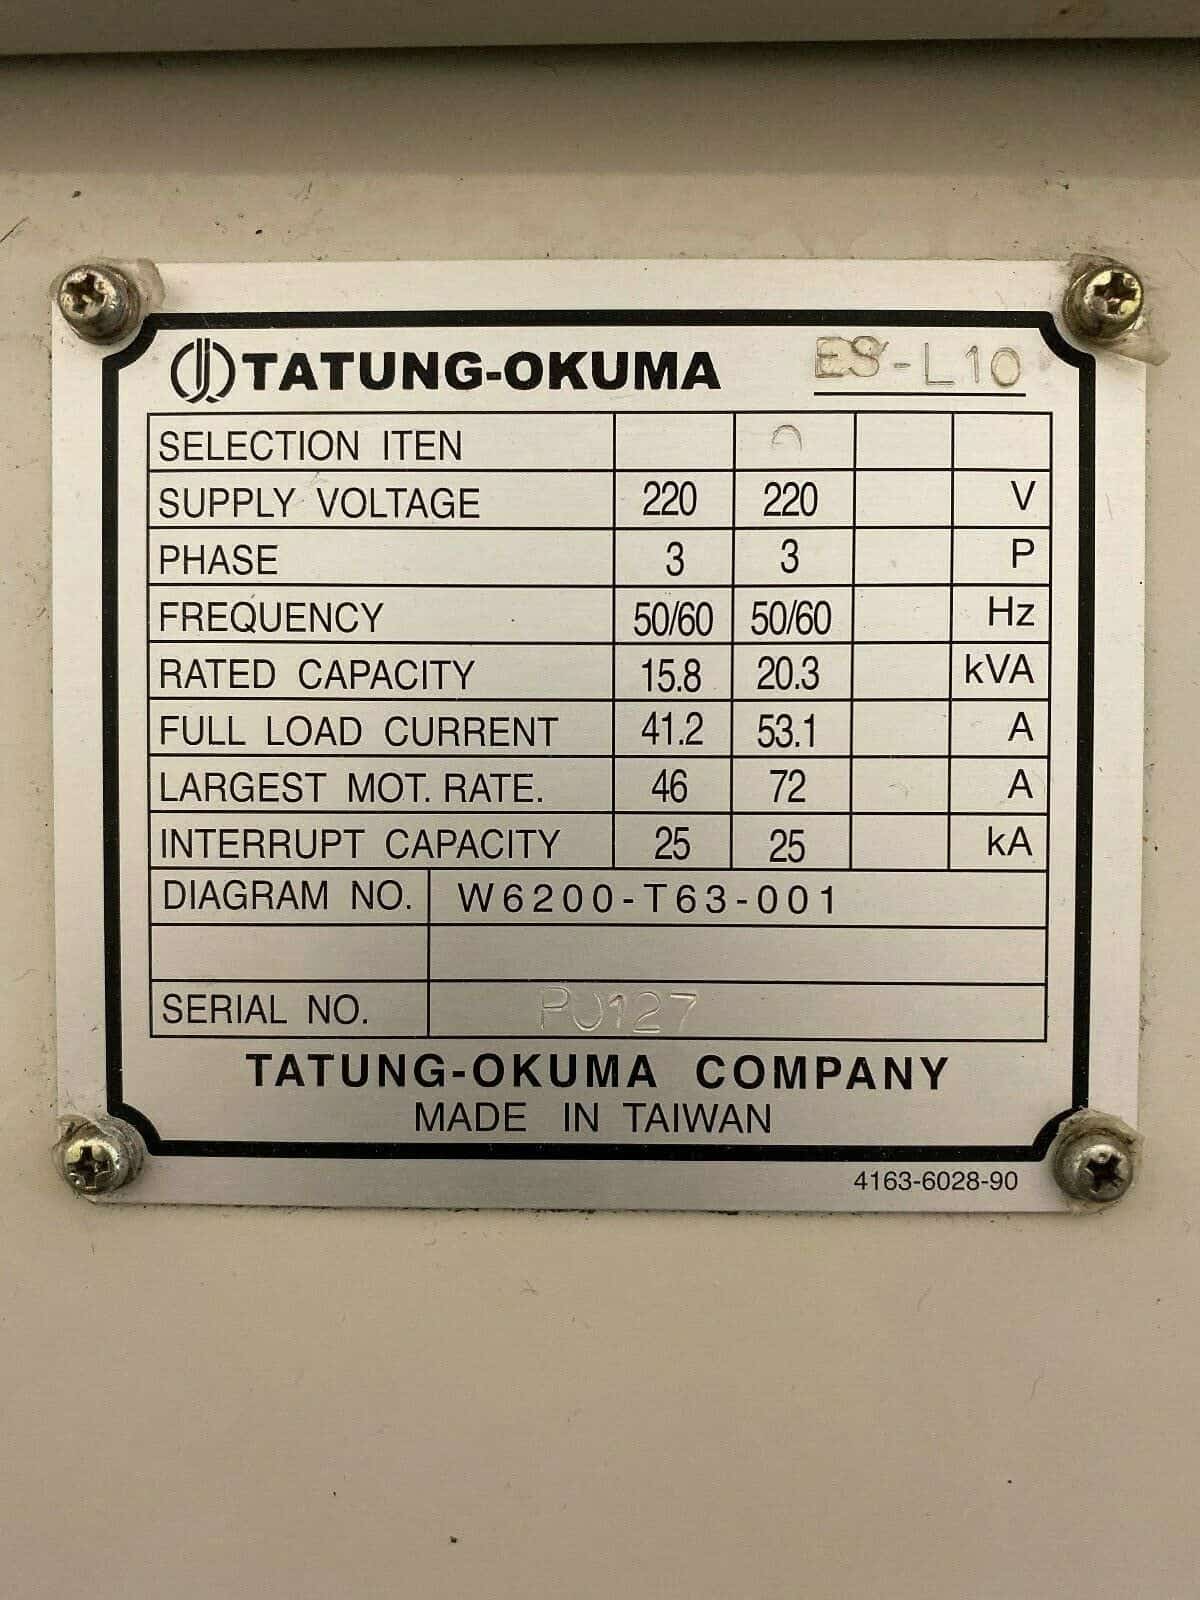 TATUNG-OKUMA ES-L10
SELECTION ITEN
SUPPLY VOLTAGE 220 220 V
PHASE 3 3 P
FREQUENCY 50/60 50/60 Hz
RATED CAPACITY 15.8 20.3 kVA
FULL LOAD CURRENT 41.2 53.1 A
LARGEST MOT. RATE. 46 72 A
INTERRUPT CAPACITY 25 25 kA
DIAGRAM NO. W6200-T63-001
SERIAL NO. PU127
TATUNG-OKUMA COMPANY
MADE IN TAIWAN
4163-6028-90